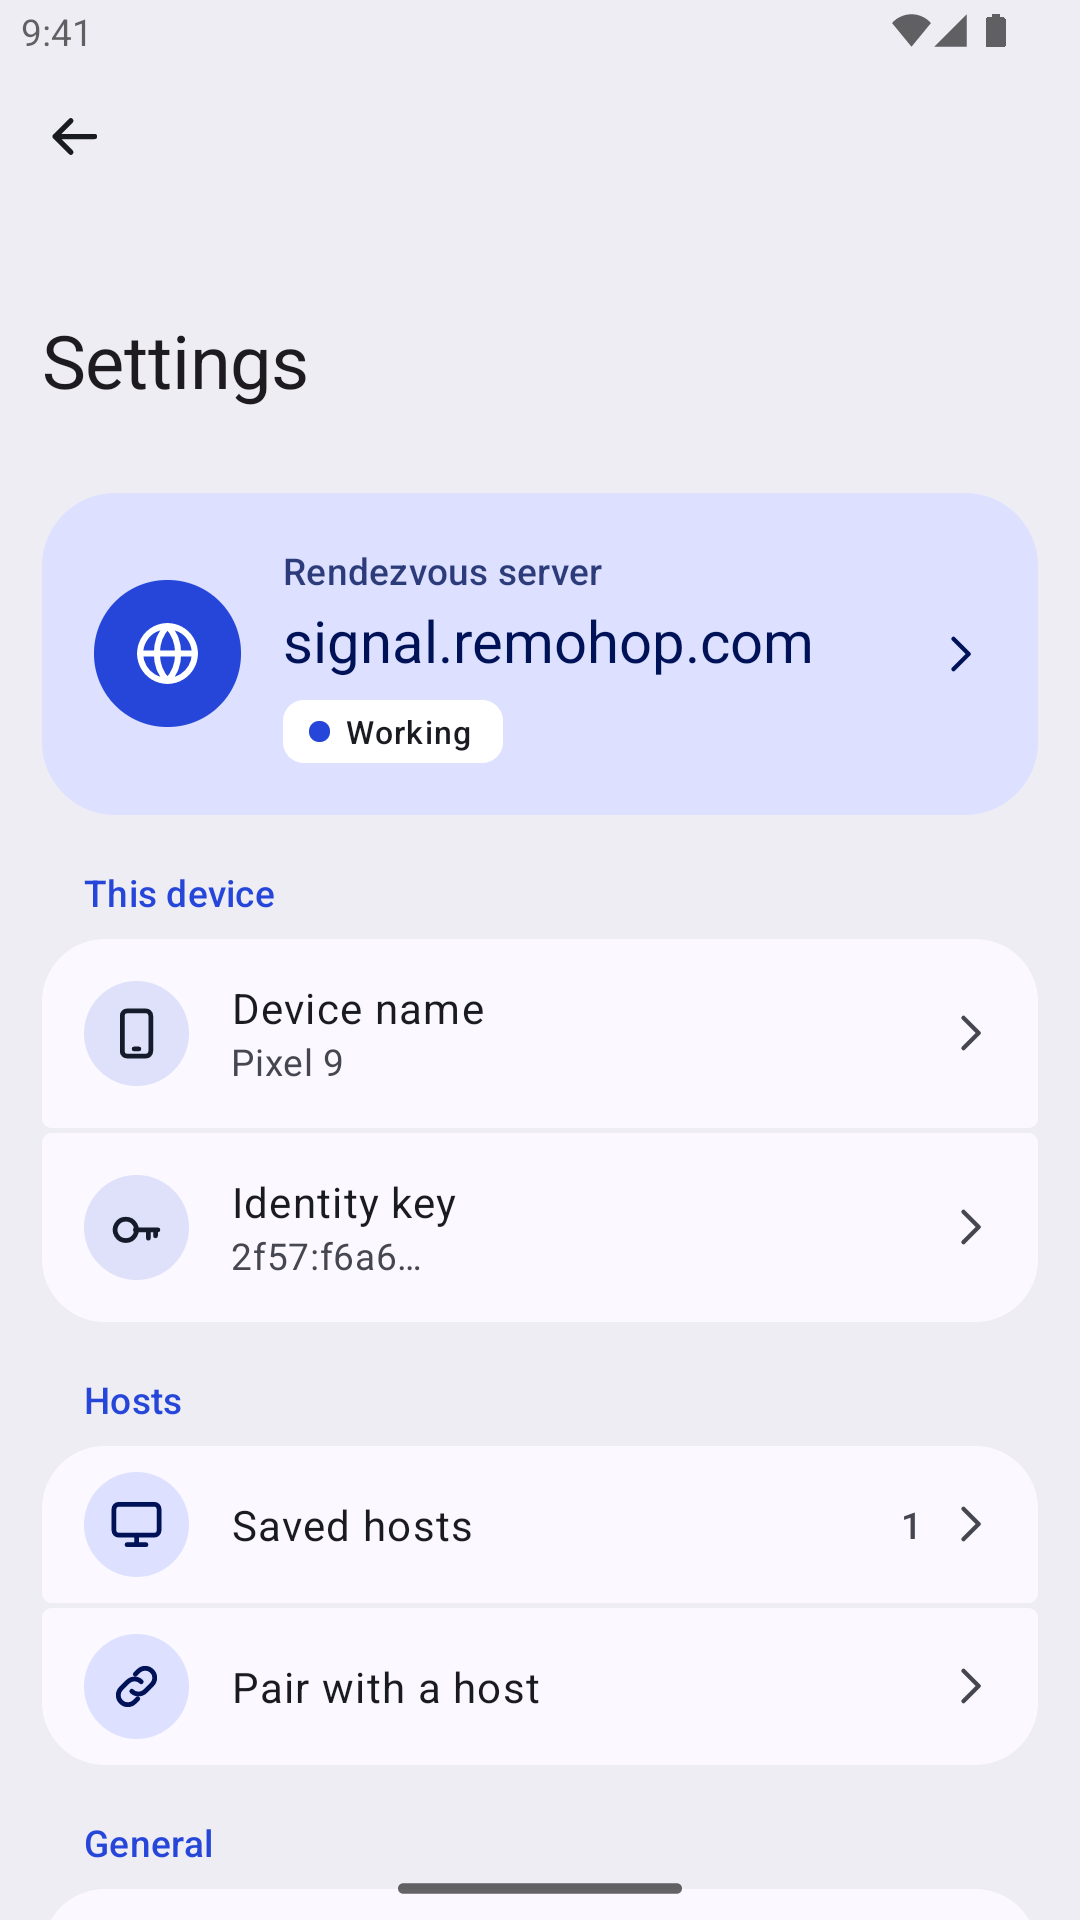 9:41
Settings
Rendezvous server
signal.remohop.com
Working
This device
Device name
Pixel 9
Identity key
2f57:f6a6…
Hosts
Saved hosts
1
Pair with a host
General